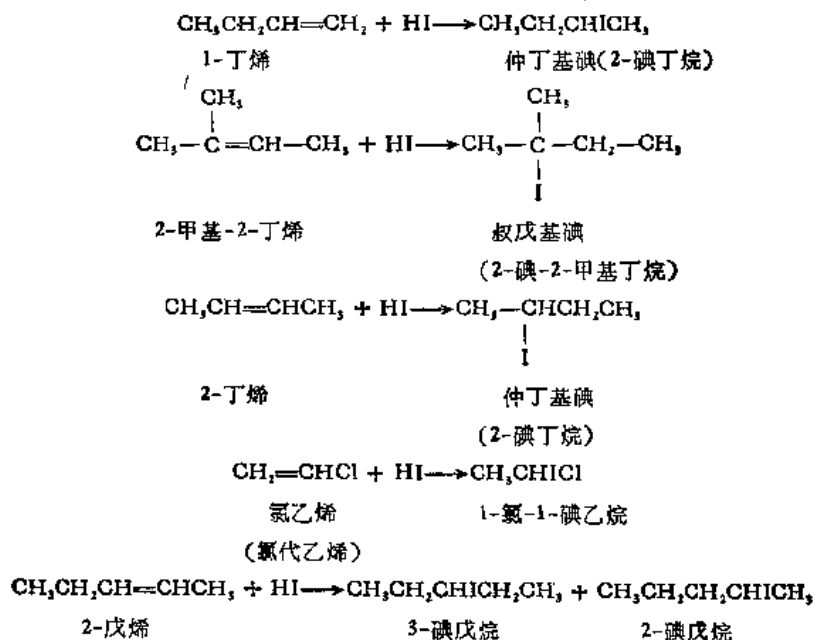 CH₃CH₂CH=CH₂ + HI→CH₃CH₂CHICH₃
1-丁烯 仲丁基碘(2-碘丁烷)
CH₃ CH₃
CH₃—C=CH—CH₃ + HI→CH₃—C—CH₂—CH₃
I
2-甲基-2-丁烯 叔戊基碘
(2-碘-2-甲基丁烷)
CH₃CH=CHCH₃ + HI→CH₃—CHCH₂CH₃
I
2-丁烯 仲丁基碘
(2-碘丁烷)
CH₂=CHCl + HI→CH₃CHICl
氯乙烯 1-氯-1-碘乙烷
(氯代乙烯)
CH₃CH₂CH=CHCH₃ + HI→CH₃CH₂CHICH₂CH₃ + CH₃CH₂CH₂CHICH₃
2-戊烯 3-碘戊烷 2-碘戊烷